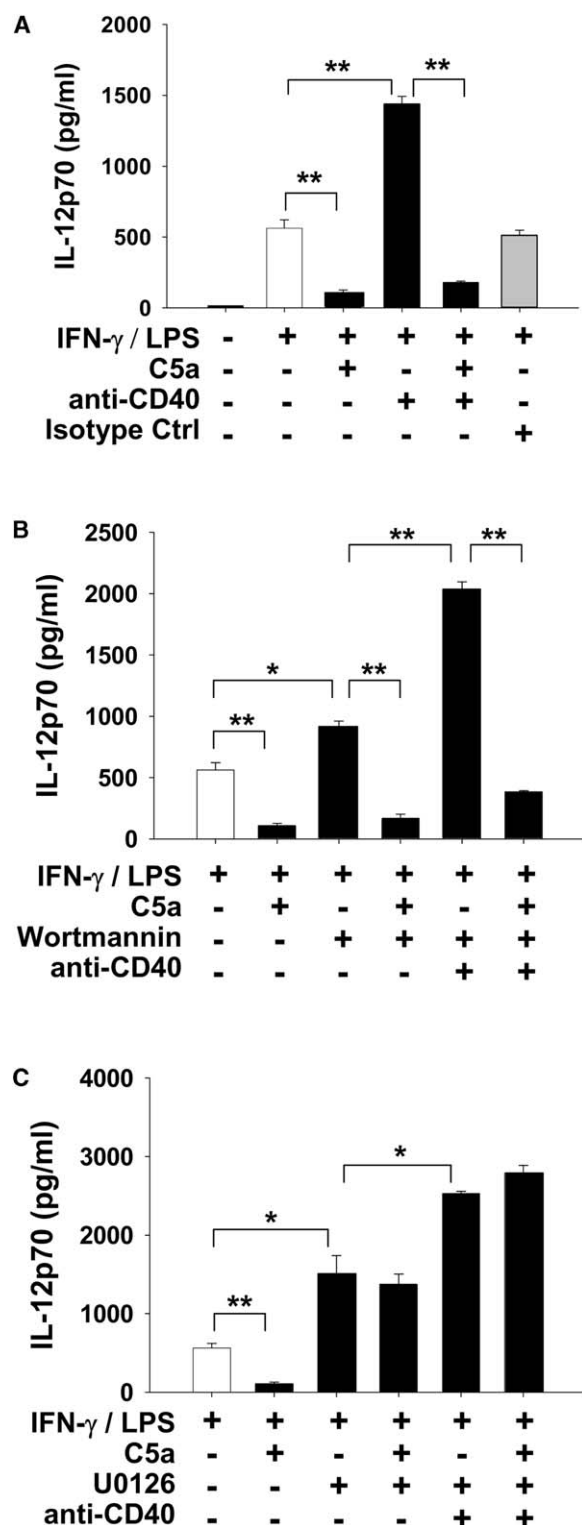 A
IL-12p70 (pg/ml)
2000
1500
1000
500
0
** ** **
IFN-γ / LPS - + + + + +
C5a - - + - + -
anti-CD40 - - - + + -
Isotype Ctrl - - - - - +
B
IL-12p70 (pg/ml)
2500
2000
1500
1000
500
0
** * ** ** **
IFN-γ / LPS + + + + + +
C5a - + - + - +
Wortmannin - - + + + +
anti-CD40 - - - - + +
C
IL-12p70 (pg/ml)
4000
3000
2000
1000
0
** * *
IFN-γ / LPS + + + + + +
C5a - + - + - +
U0126 - - + + + +
anti-CD40 - - - - + +